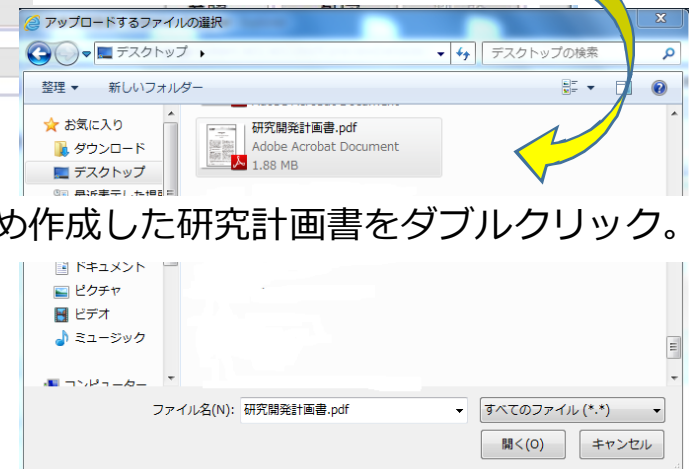 アップロードするファイルの選択
デスクトップ
デスクトップの検索
整理 新しいフォルダー
お気に入り
ダウンロード
デスクトップ
研究開発計画書.pdf
Adobe Acrobat Document
1.88 MB
め作成した研究計画書をダブルクリック。
ドキュメント
ピクチャ
ビデオ
ミュージック
コンピューター
ファイル名(N): 研究開発計画書.pdf すべてのファイル (*.*)
開く(O) キャンセル